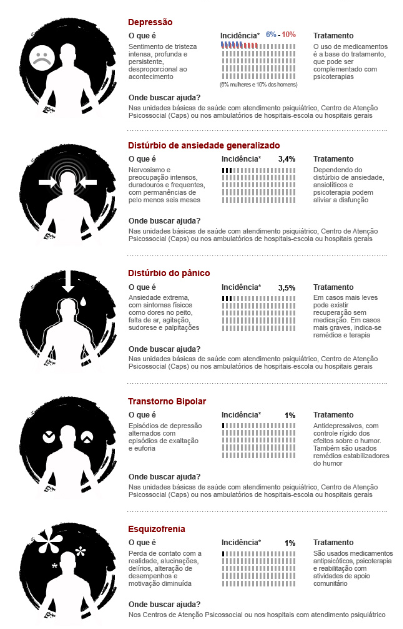 Depressão
O que é
Sentimento de tristeza
intensa, profunda e
persistente,
desproporcional ao
acontecimento
Incidência* 6% - 10%
(6% mulheres e 10% dos homens)
Tratamento
O uso de medicamentos
é a base do tratamento,
que pode ser
complementado com
psicoterapias
Onde buscar ajuda?
Nas unidades básicas de saúde com atendimento psiquiátrico, Centro de Atenção
Psicossocial (Caps) ou nos ambulatórios de hospitais-escola ou hospitais gerais
Distúrbio de ansiedade generalizado
O que é
Nervosismo e
preocupação intensos,
duradouros e frequentes,
com permanências de
pelo menos seis meses
Incidência* 3,4%
Tratamento
Dependendo do
distúrbio de ansiedade,
ansiolíticos e
psicoterapia podem
aliviar a disfunção
Onde buscar ajuda?
Nas unidades básicas de saúde com atendimento psiquiátrico, Centro de Atenção
Psicossocial (Caps) ou nos ambulatórios de hospitais-escola ou hospitais gerais
Distúrbio do pânico
O que é
Ansiedade extrema,
com sintomas físicos
como dores no peito,
falta de ar, agitação,
sudorese e palpitações
Incidência* 3,5%
Tratamento
Em casos mais leves
pode existir
recuperação sem
medicação. Em casos
mais graves, indica-se
remédios e terapia
Onde buscar ajuda?
Nas unidades básicas de saúde com atendimento psiquiátrico, Centro de Atenção
Psicossocial (Caps) ou nos ambulatórios de hospitais-escola ou hospitais gerais
Transtorno Bipolar
O que é
Episódios de depressão
alternados com
episódios de exaltação
e euforia
Incidência* 1%
Tratamento
Antidepressivos, com
controle rígido dos
efeitos sobre o humor.
Também são usados
remédios estabilizadores
do humor
Onde buscar ajuda?
Nas unidades básicas de saúde com atendimento psiquiátrico, Centro de Atenção
Psicossocial (Caps) ou nos ambulatórios de hospitais-escola ou hospitais gerais
Esquizofrenia
O que é
Perda de contato com a
realidade, alucinações,
delírios, alteração de
desempenhos e
motivação diminuída
Incidência* 1%
Tratamento
São usados medicamentos
antipsicóticos, psicoterapia
e reabilitação com
atividades de apoio
comunitário
Onde buscar ajuda?
Nos Centros de Atenção Psicossocial ou nos hospitais com atendimento psiquiátrico